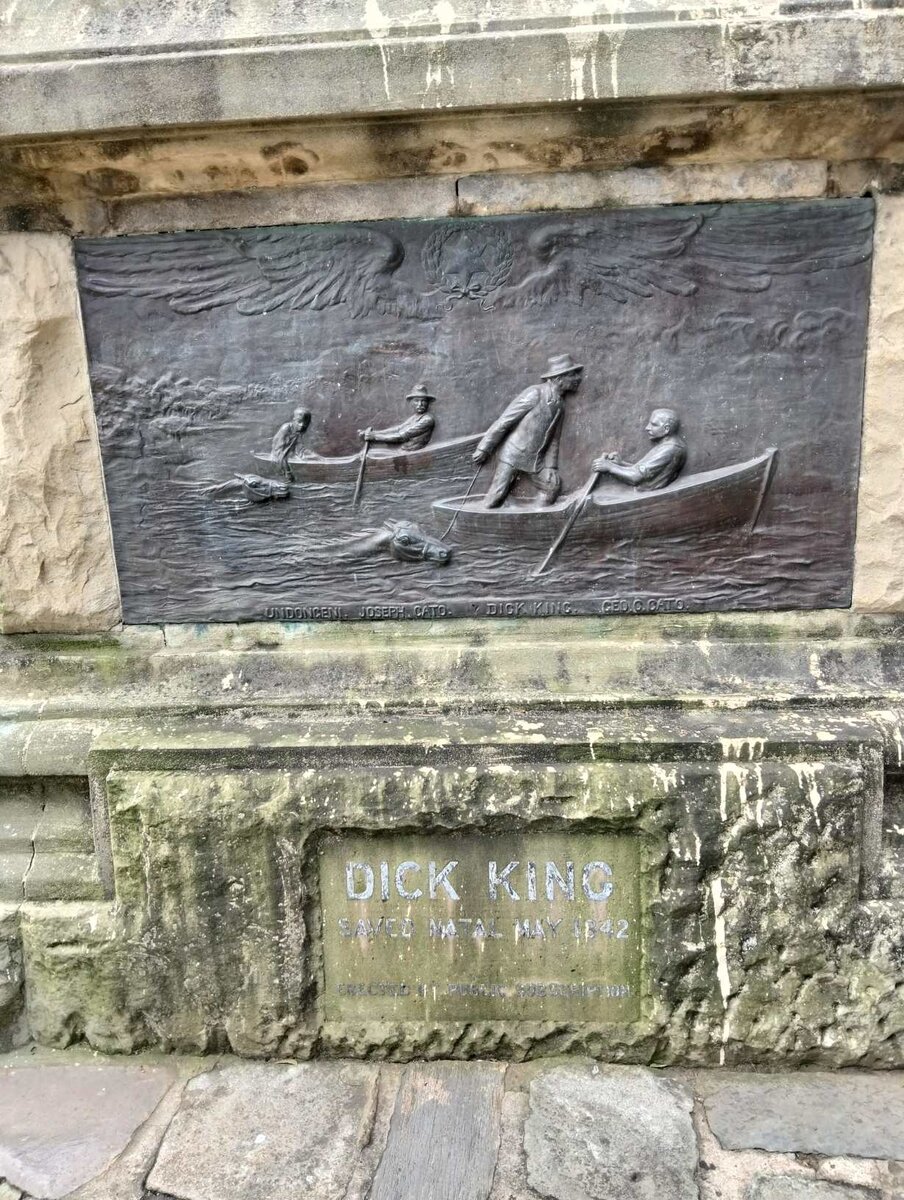 UNDONGENI. JOSEPH. CATO. DICK KING. GEO. C. CATO.
DICK KING
SAVED NATAL MAY 1842
ERECTED BY PUBLIC SUBSCRIPTION